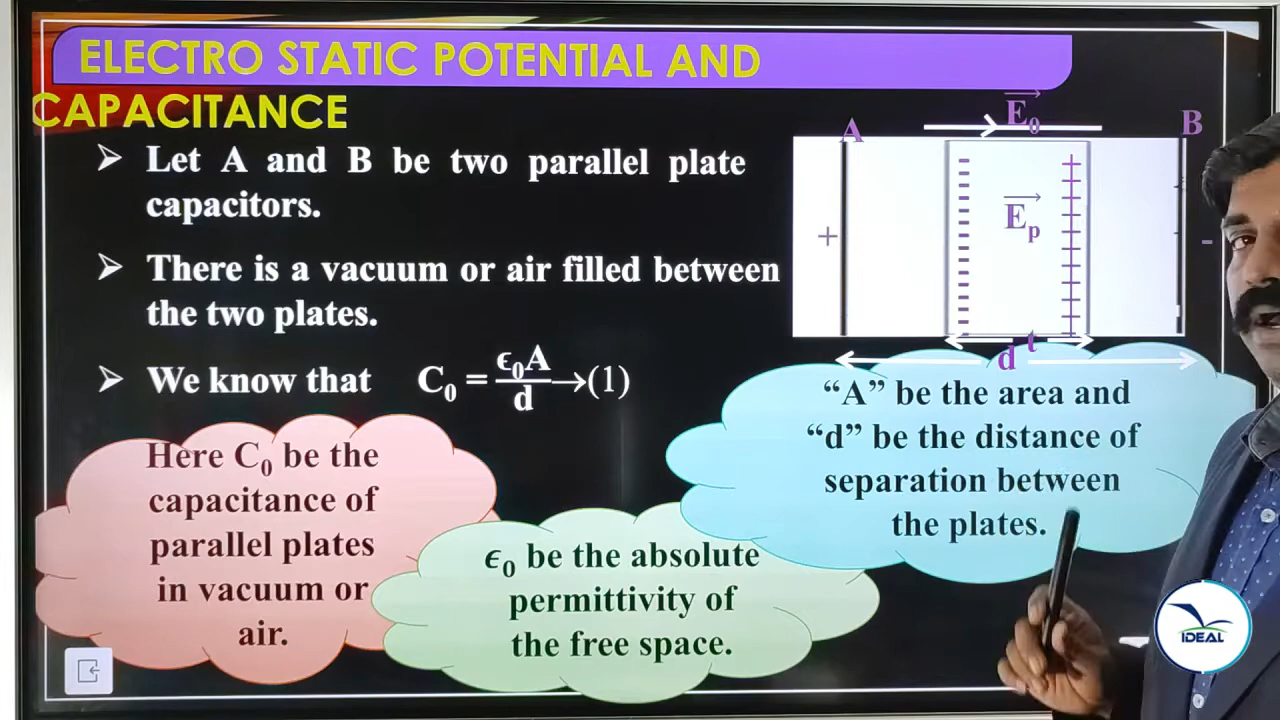 ELECTRO STATIC POTENTIAL AND
CAPACITANCE
➢ Let A and B be two parallel plate
capacitors.
➢ There is a vacuum or air filled between
the two plates.
➢ We know that C₀ = ϵ₀A/d →(1)
A
E₀
B
Eₚ
+
-
t
d
Here C₀ be the
capacitance of
parallel plates
in vacuum or
air.
ϵ₀ be the absolute
permittivity of
the free space.
“A” be the area and
“d” be the distance of
separation between
the plates.
IDEAL